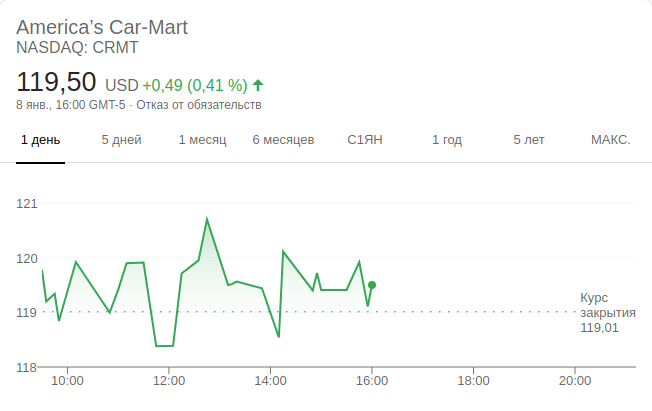 America’s Car-Mart
NASDAQ: CRMT
119,50 USD +0,49 (0,41 %)
8 янв., 16:00 GMT-5 · Отказ от обязательств
1 день 5 дней 1 месяц 6 месяцев С1ЯН 1 год 5 лет МАКС.
121
120
119
118
Курс
закрытия
119,01
10:00 12:00 14:00 16:00 18:00 20:00